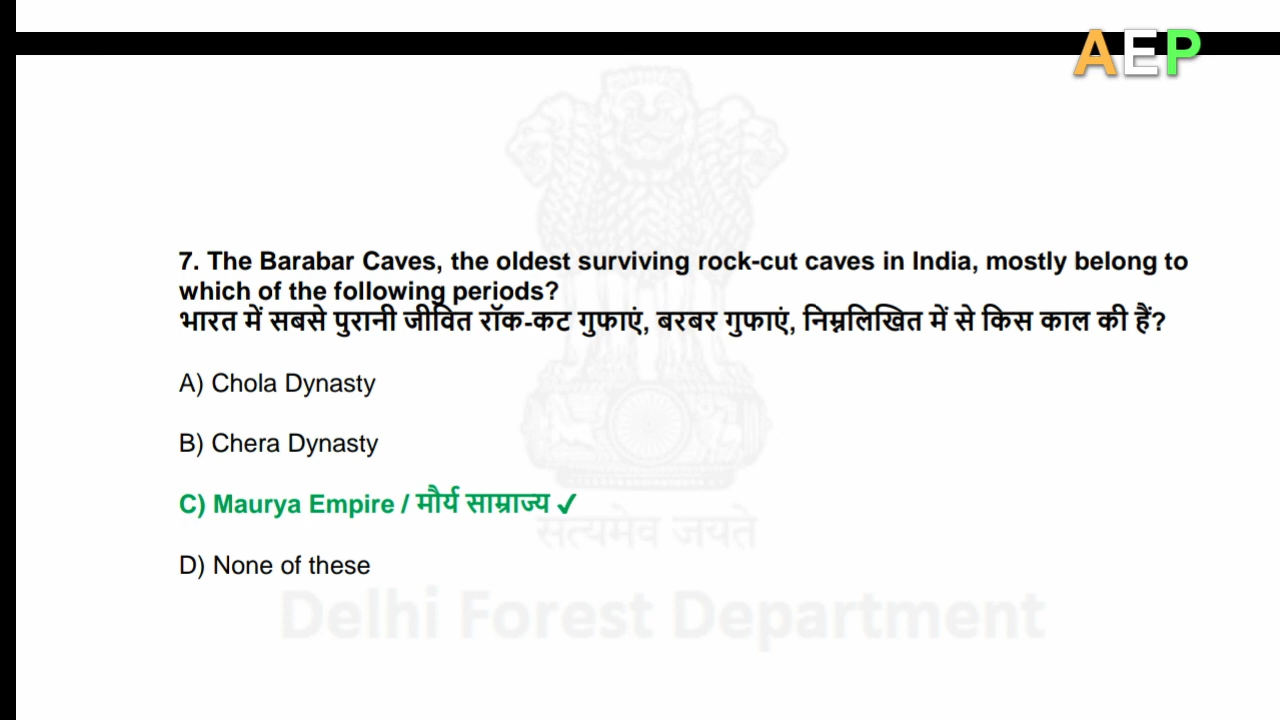 AEP
7. The Barabar Caves, the oldest surviving rock-cut caves in India, mostly belong to
which of the following periods?
भारत में सबसे पुरानी जीवित रॉक-कट गुफाएं, बरबर गुफाएं, निम्नलिखित में से किस काल की हैं?
A) Chola Dynasty
B) Chera Dynasty
C) Maurya Empire / मौर्य साम्राज्य ✓
सत्यमेव जयते
D) None of these
Delhi Forest Department